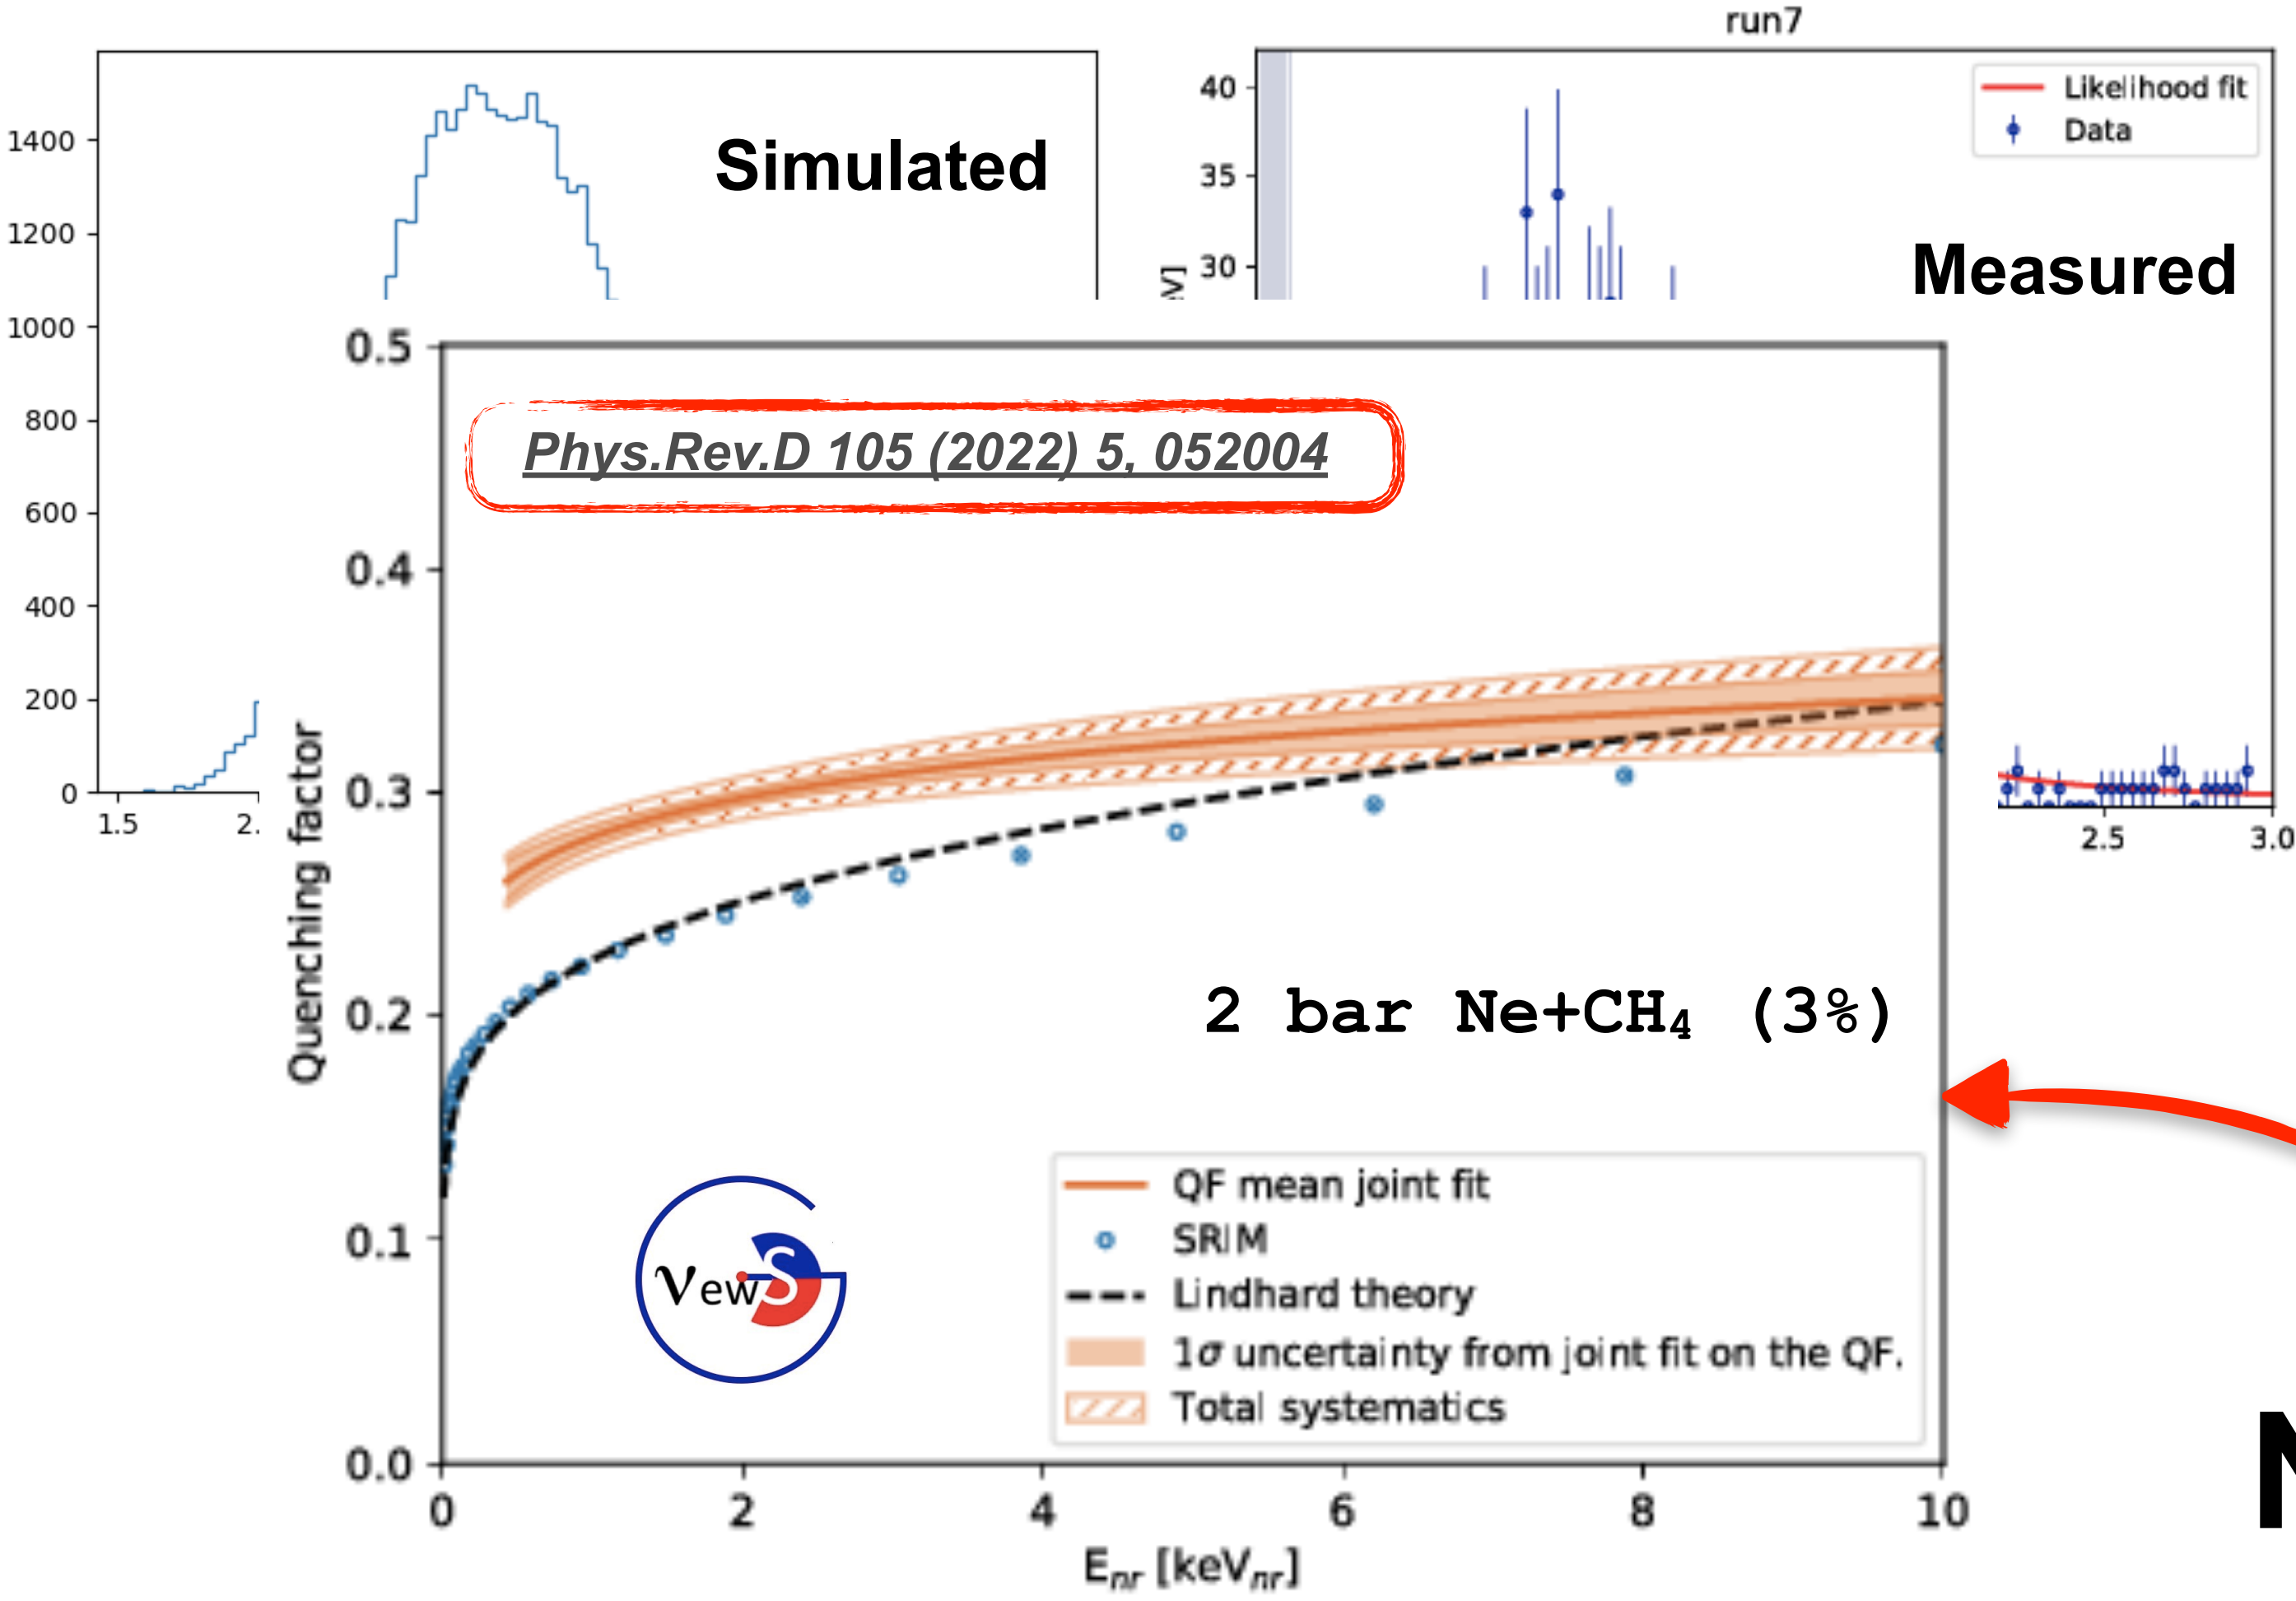 run7
Simulated
Likelihood fit
Data
Measured
1400
1200
1000
800
600
400
200
0
1.5
2.
40
35
30
V]
2.5
3.0
Phys.Rev.D 105 (2022) 5, 052004
0.5
0.4
0.3
0.2
0.1
0.0
Quenching factor
2 bar Ne+CH₄ (3%)
νewS
QF mean joint fit
SRIM
Lindhard theory
1σ uncertainty from joint fit on the QF.
Total systematics
0 2 4 6 8 10
Eₙᵣ [keVₙᵣ]